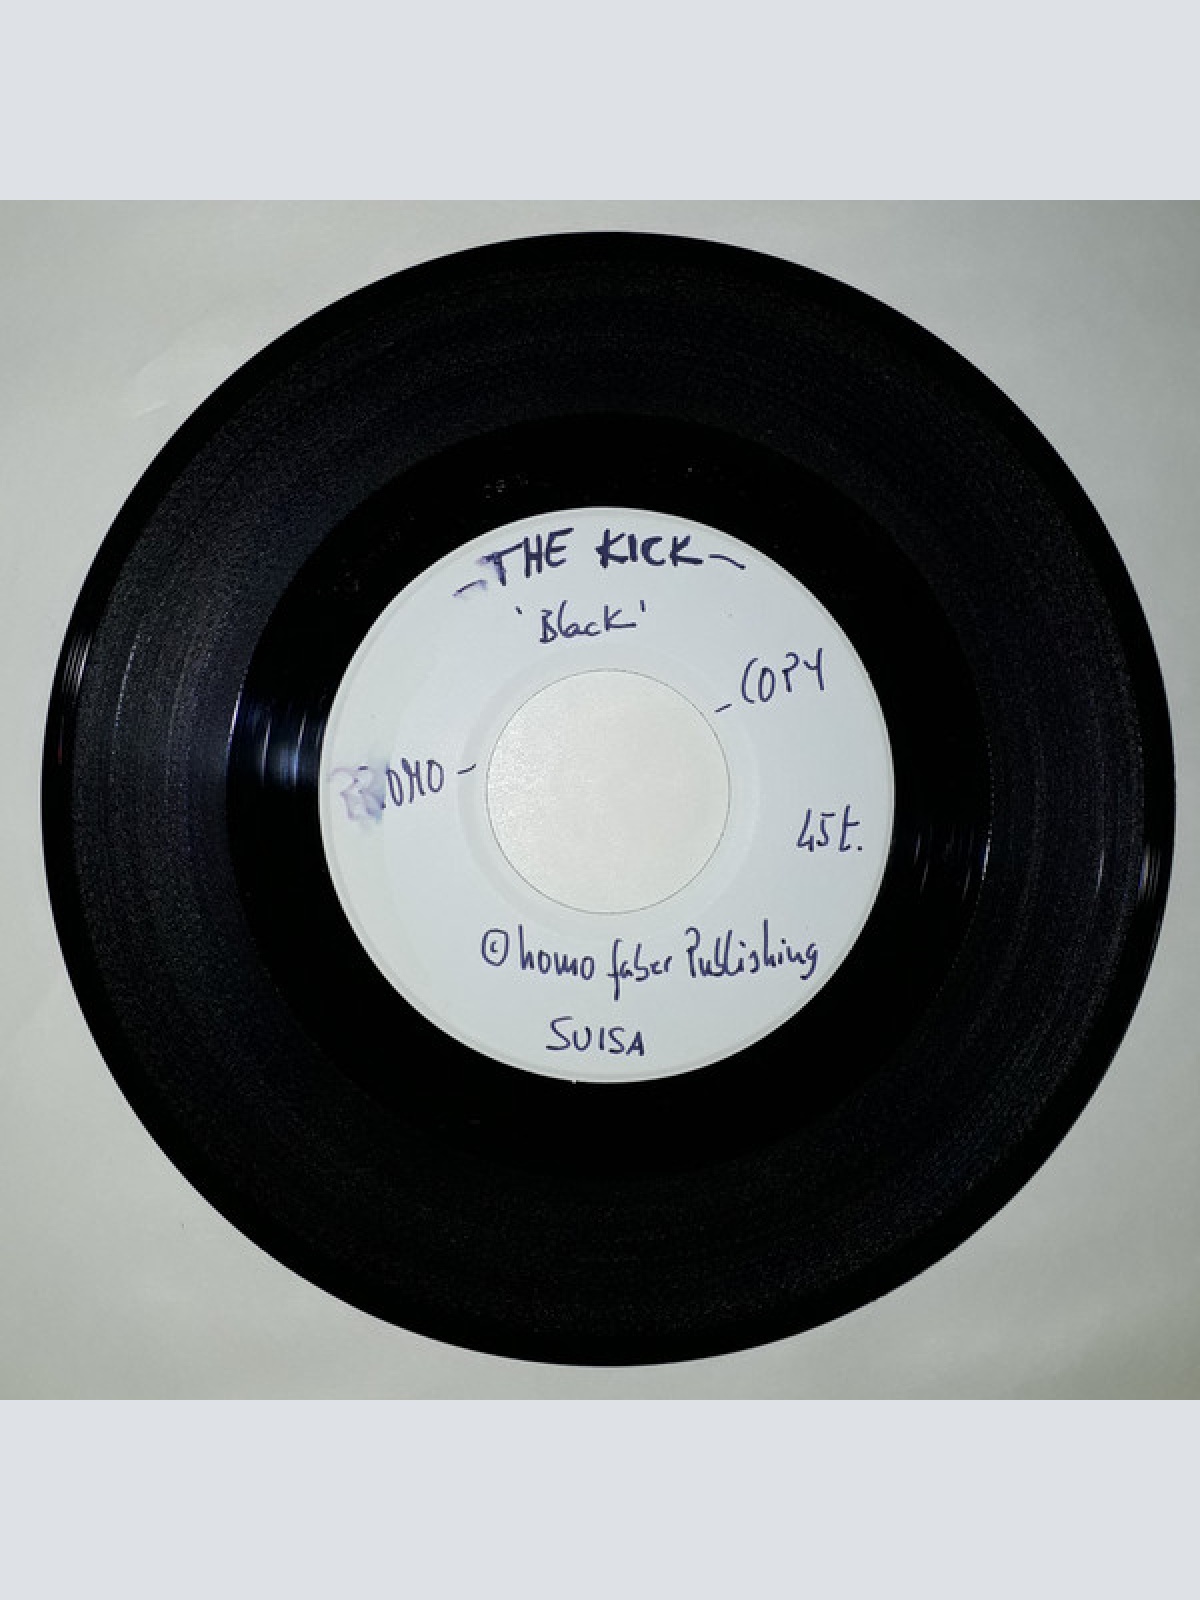 - THE KICK -
'Black'
PROMO - - COPY
45t.
© homo faber Publishing
SUISA